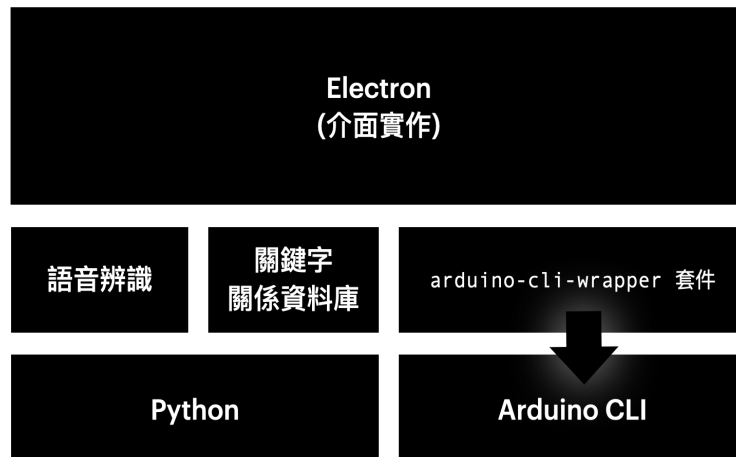 Electron
(介面實作)
語音辨識
關鍵字
關係資料庫
arduino-cli-wrapper 套件
Python
Arduino CLI